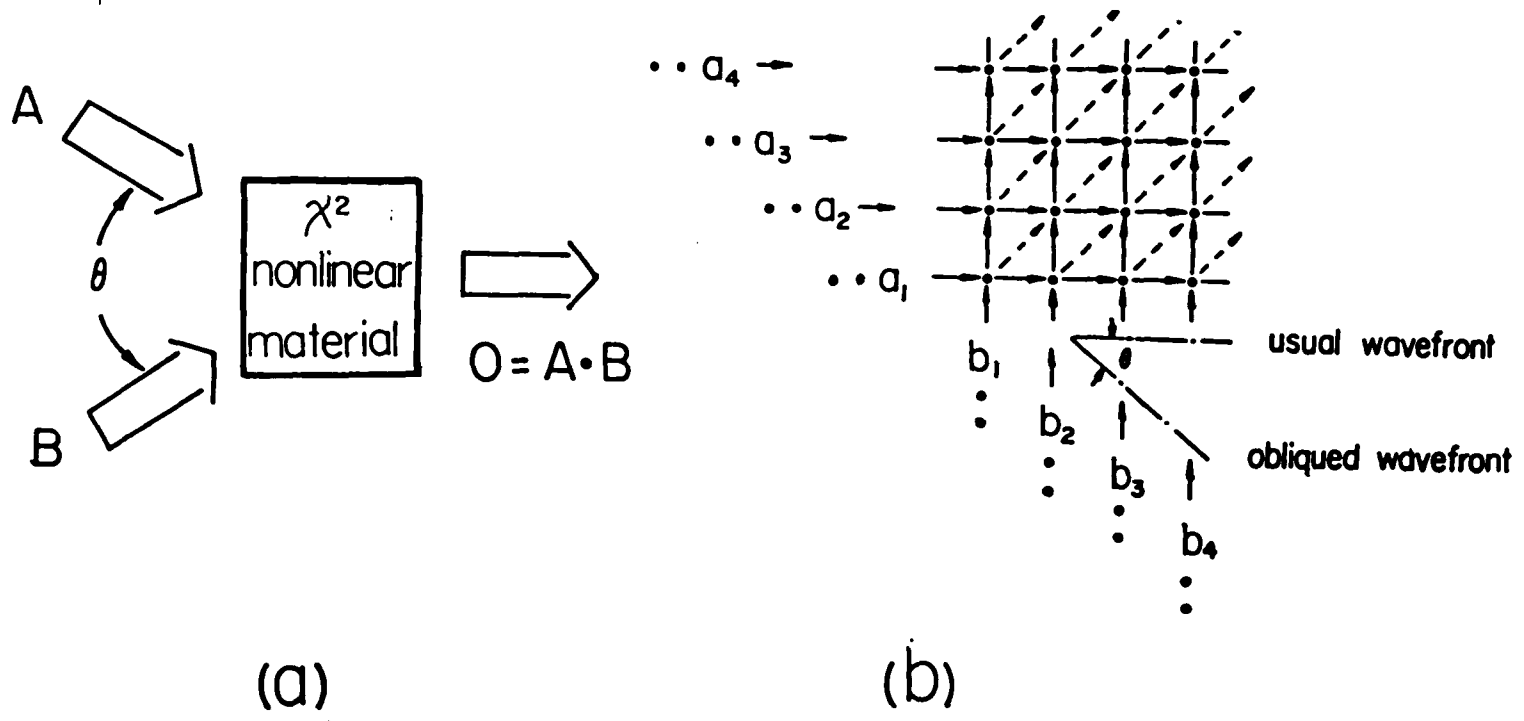 A
θ
B
χ²
nonlinear
material
O = A•B
(a)
•• a₄
•• a₃
•• a₂
•• a₁
b₁
b₂
b₃
b₄
θ
usual wavefront
obliqued wavefront
(b)